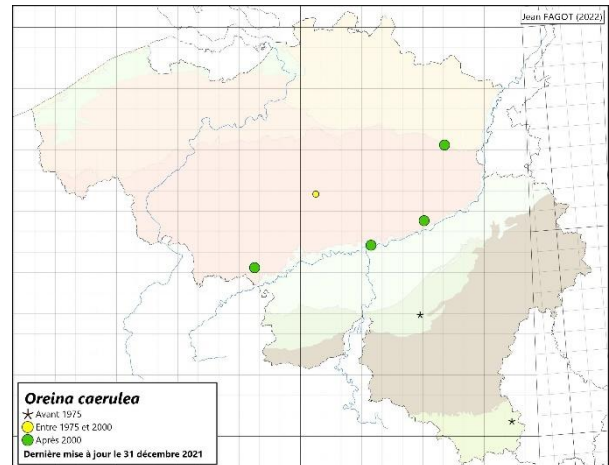 Jean FAGOT (2022)
Oreina caerulea
Avant 1975
Entre 1975 et 2000
Après 2000
Dernière mise à jour le 31 décembre 2021